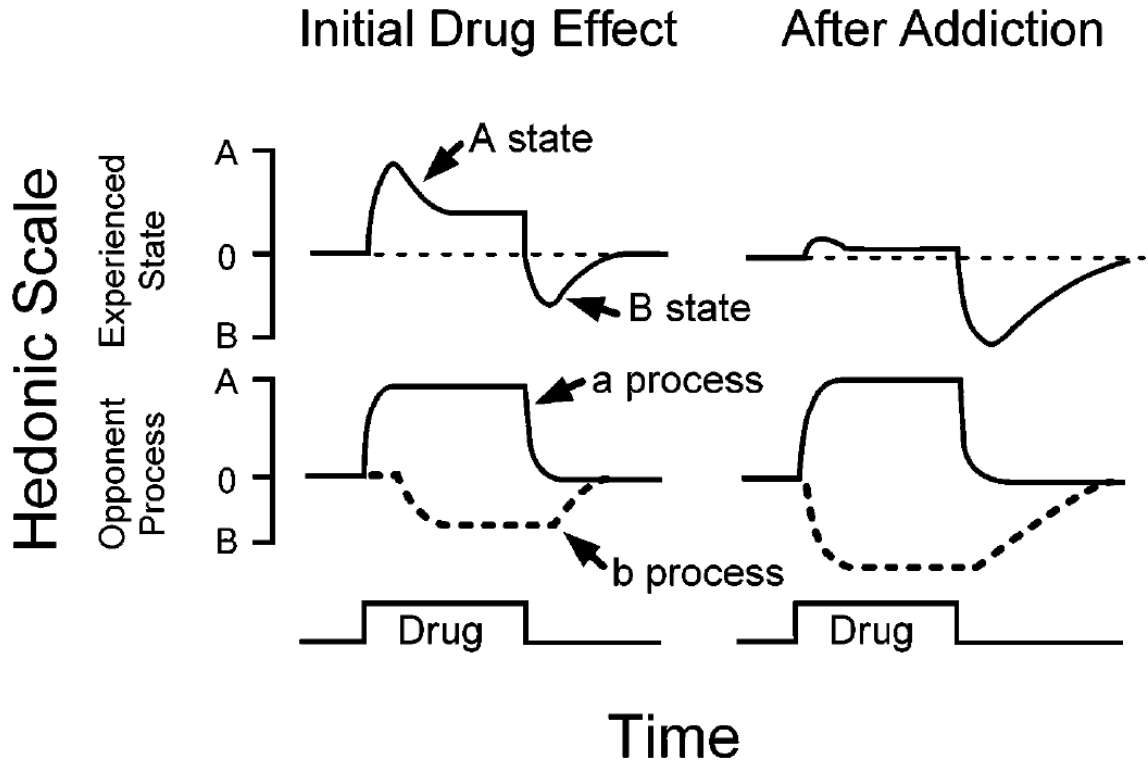 Initial Drug Effect
After Addiction
Hedonic Scale
Experienced
State
A
0
B
A state
B state
Opponent
Process
A
0
B
a process
b process
Drug
Drug
Time